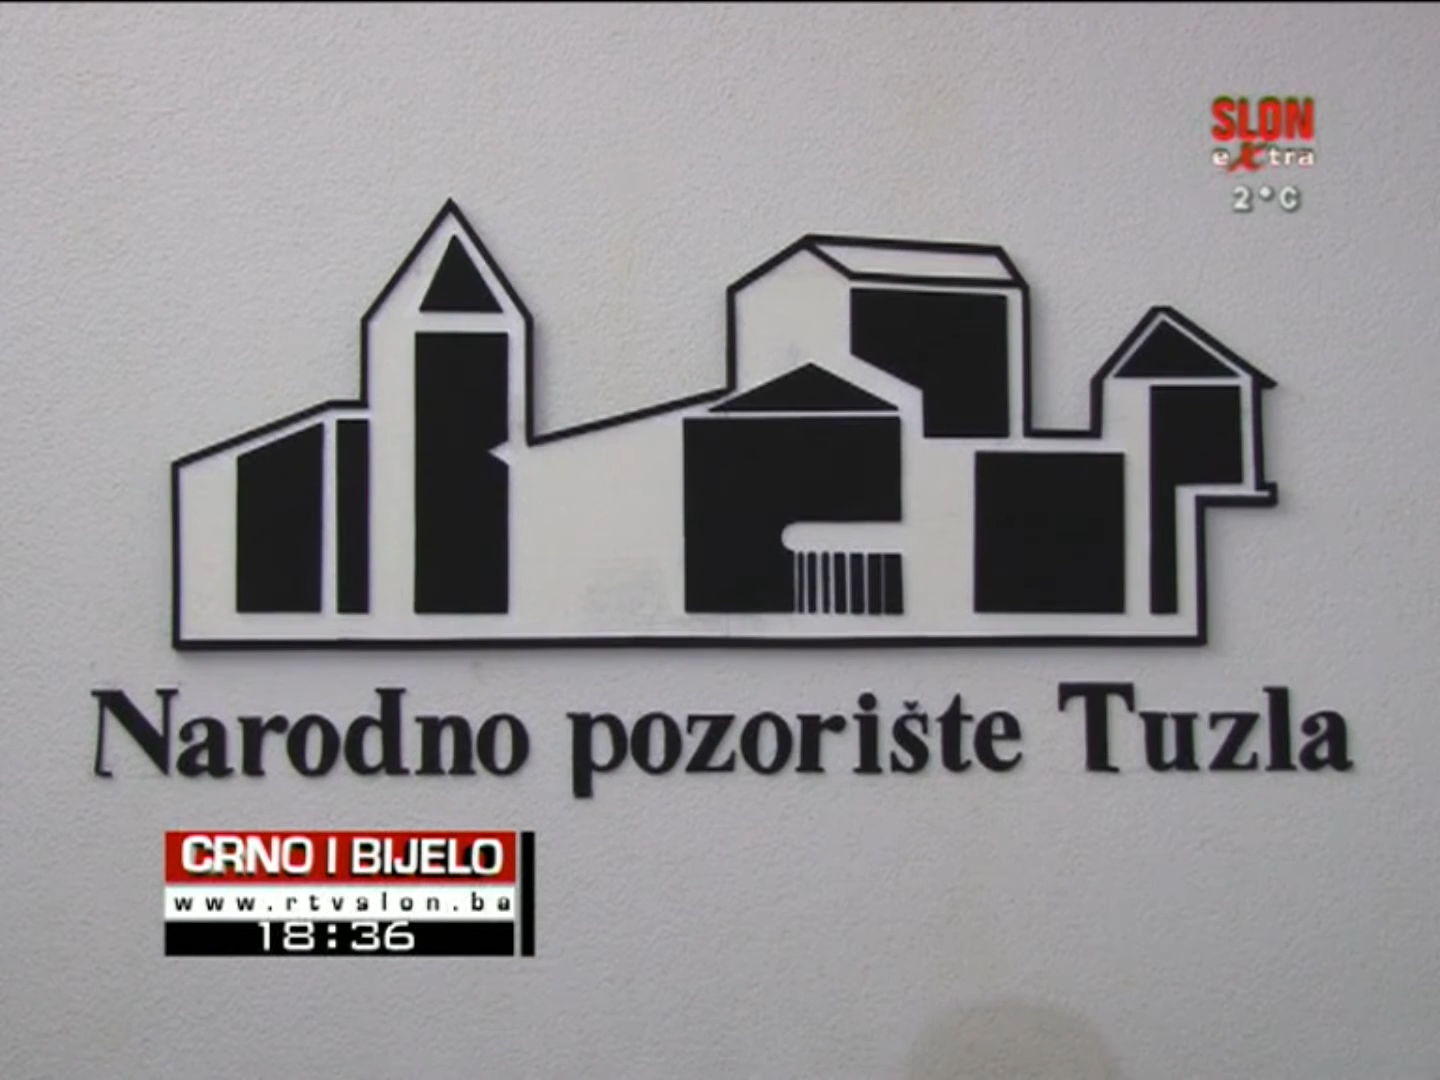 SLON
extra
2°C
Narodno pozorište Tuzla
CRNO I BIJELO
www.rtvslon.ba
18:36